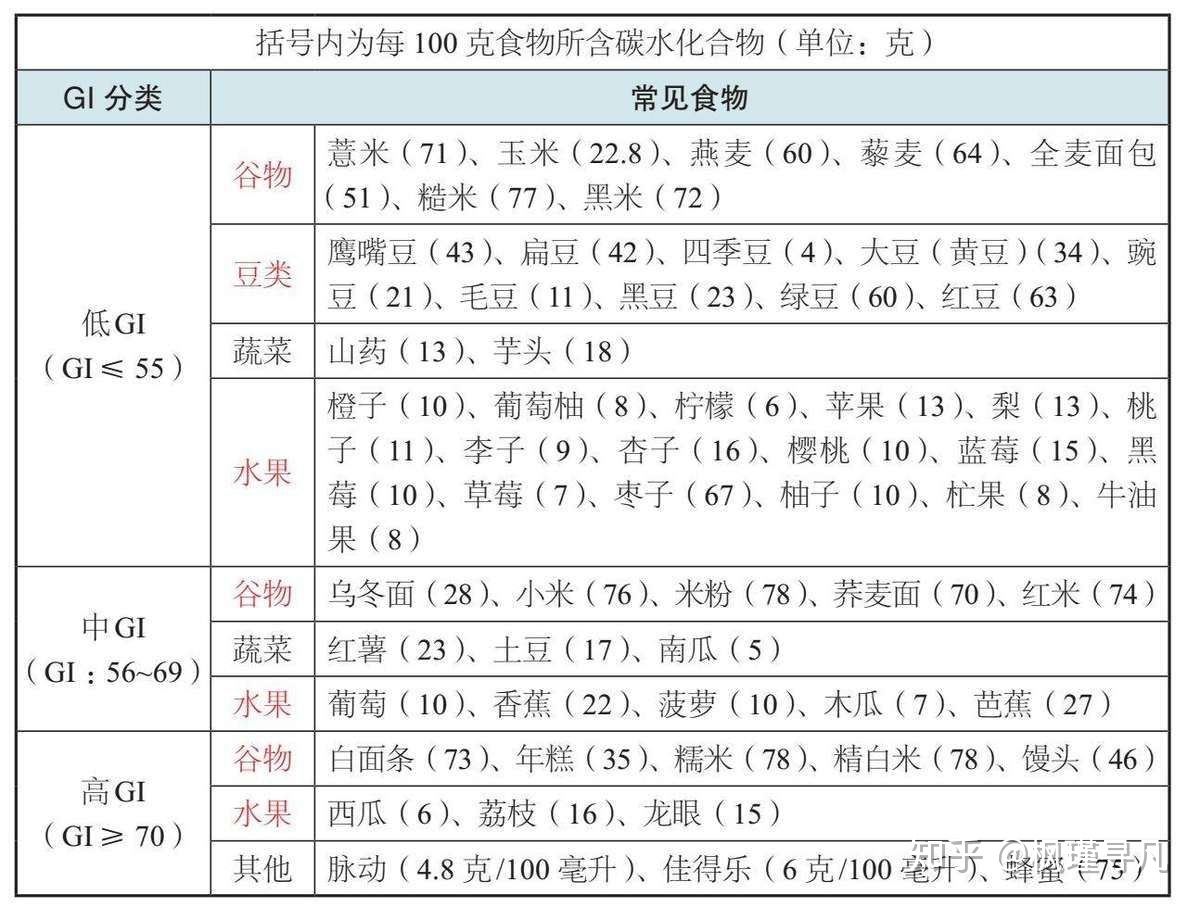 括号内为每 100 克食物所含碳水化合物（单位：克）
GI 分类
常见食物
低GI
（GI ≤ 55）
谷物
薏米（71）、玉米（22.8）、燕麦（60）、藜麦（64）、全麦面包
（51）、糙米（77）、黑米（72）
豆类
鹰嘴豆（43）、扁豆（42）、四季豆（4）、大豆（黄豆）（34）、豌
豆（21）、毛豆（11）、黑豆（23）、绿豆（60）、红豆（63）
蔬菜
山药（13）、芋头（18）
水果
橙子（10）、葡萄柚（8）、柠檬（6）、苹果（13）、梨（13）、桃
子（11）、李子（9）、杏子（16）、樱桃（10）、蓝莓（15）、黑
莓（10）、草莓（7）、枣子（67）、柚子（10）、杧果（8）、牛油
果（8）
中GI
（GI：56~69）
谷物
乌冬面（28）、小米（76）、米粉（78）、荞麦面（70）、红米（74）
蔬菜
红薯（23）、土豆（17）、南瓜（5）
水果
葡萄（10）、香蕉（22）、菠萝（10）、木瓜（7）、芭蕉（27）
高GI
（GI ≥ 70）
谷物
白面条（73）、年糕（35）、糯米（78）、精白米（78）、馒头（46）
水果
西瓜（6）、荔枝（16）、龙眼（15）
其他
脉动（4.8 克/100 毫升）、佳得乐（6 克/100 毫升）、蜂蜜（75）
知乎 @枫瑾寻凡